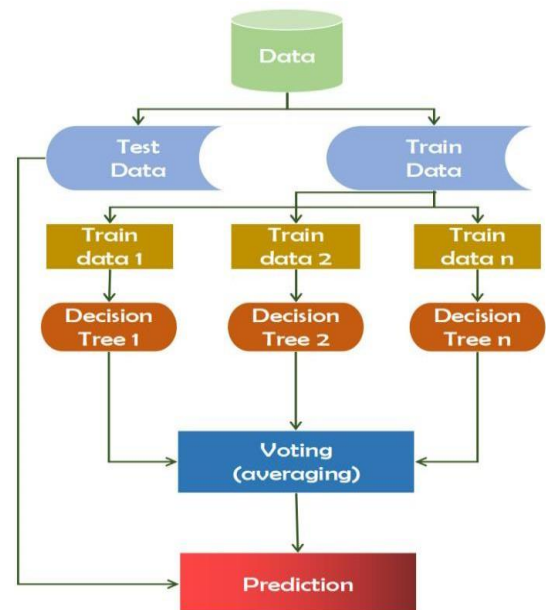 Data
Test
Data
Train
Data
Train
data 1
Train
data 2
Train
data n
Decision
Tree 1
Decision
Tree 2
Decision
Tree n
Voting
(averaging)
Prediction